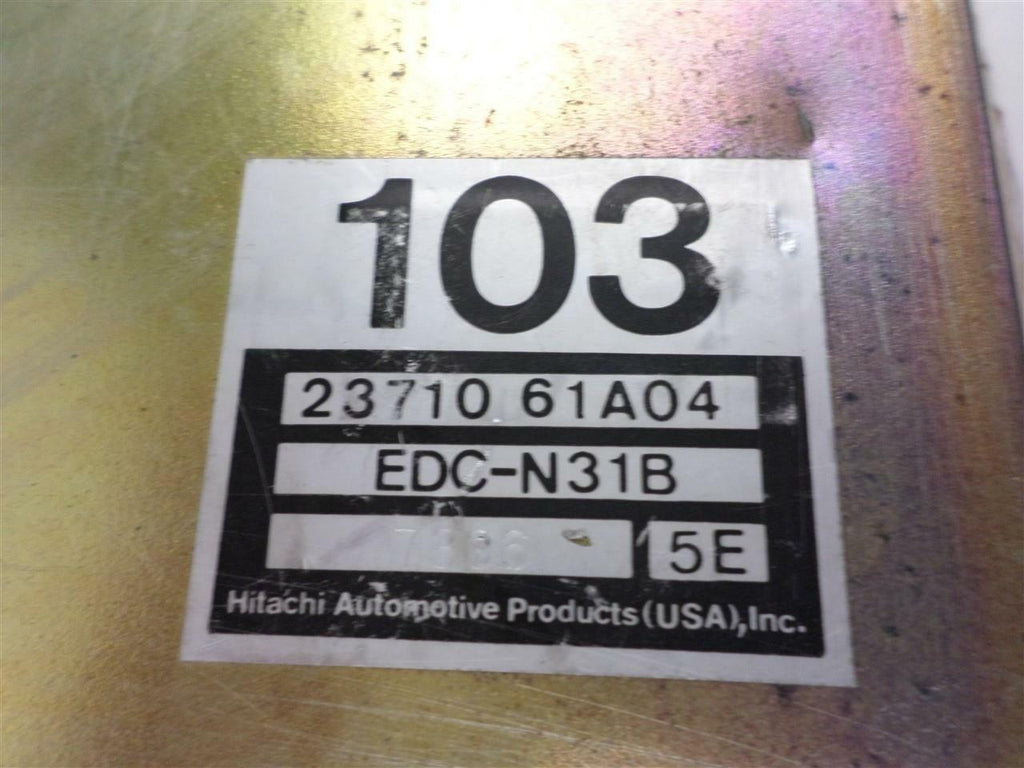 103
23710 61A04
EDC-N31B
5E
Hitachi Automotive Products (USA), Inc.